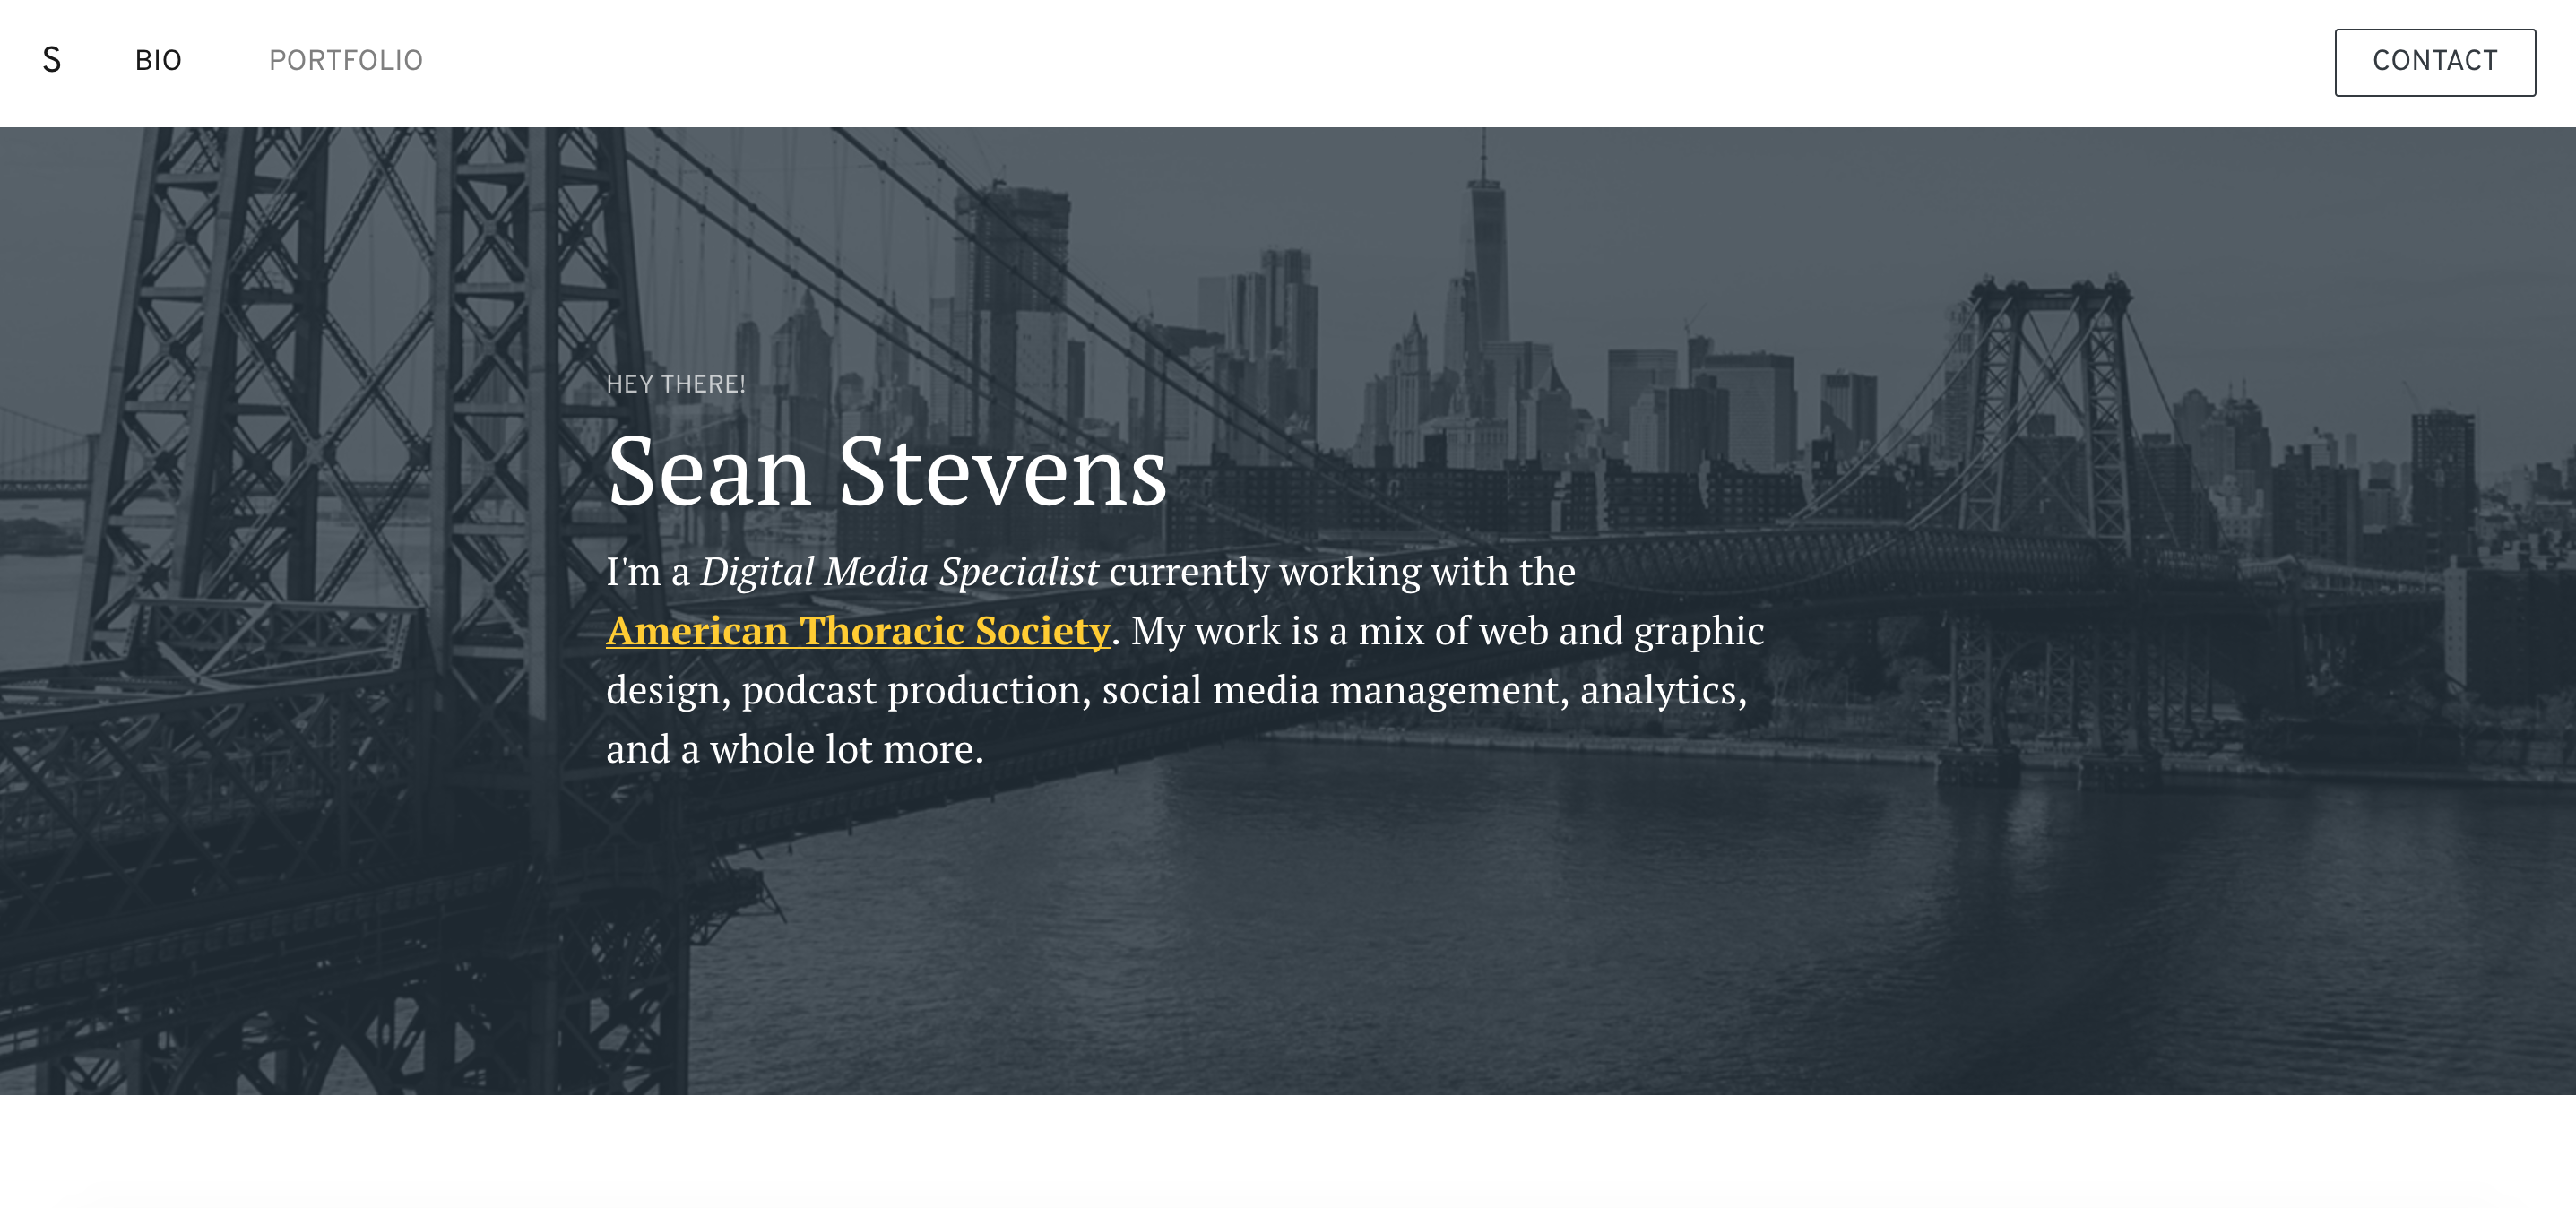 S BIO PORTFOLIO CONTACT
HEY THERE!
Sean Stevens
I'm a Digital Media Specialist currently working with the
American Thoracic Society. My work is a mix of web and graphic
design, podcast production, social media management, analytics,
and a whole lot more.